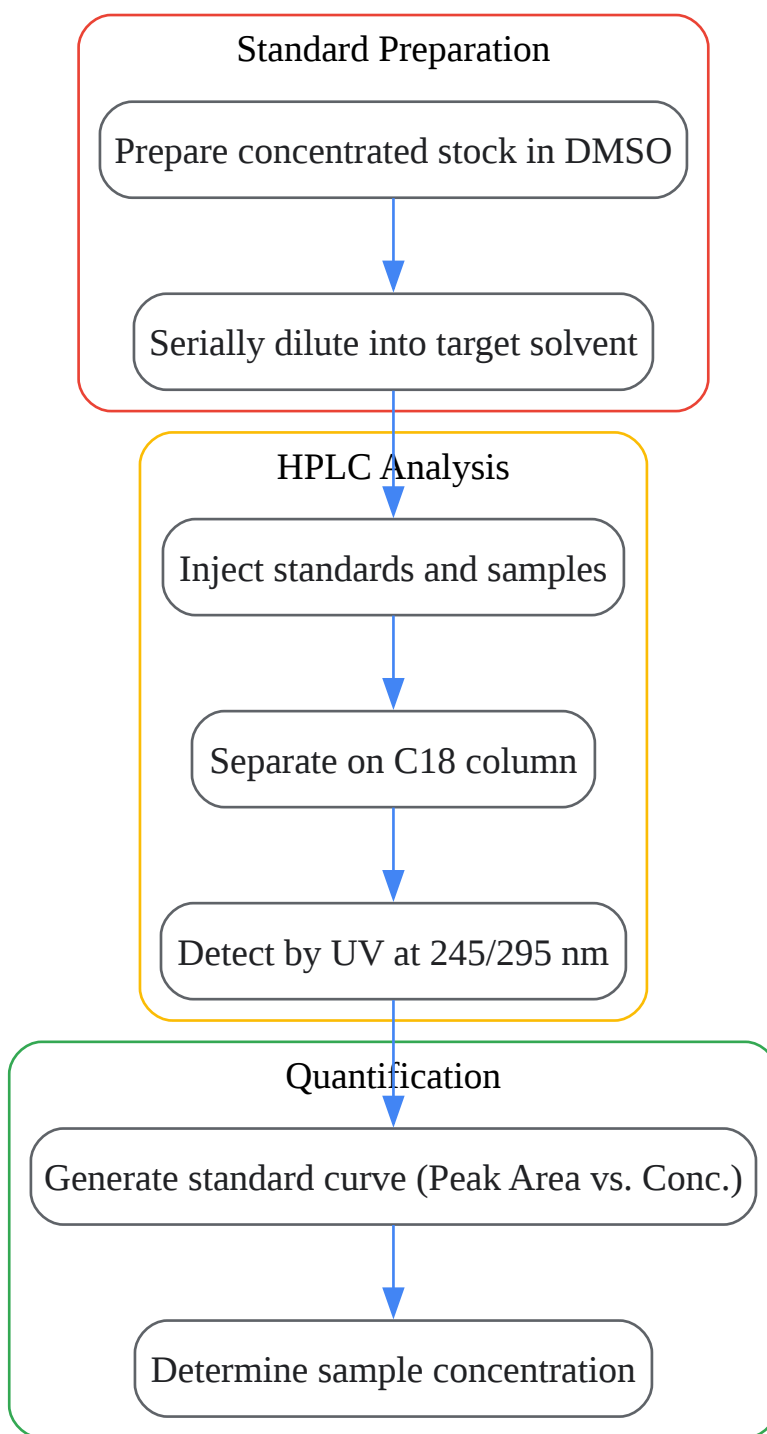 Standard Preparation
Prepare concentrated stock in DMSO
Serially dilute into target solvent
HPLC Analysis
Inject standards and samples
Separate on C18 column
Detect by UV at 245/295 nm
Quantification
Generate standard curve (Peak Area vs. Conc.)
Determine sample concentration